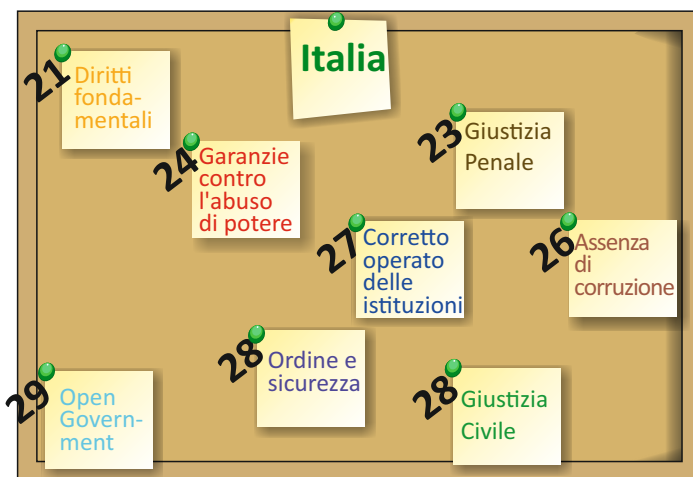 Italia
21
Diritti
fonda-
mentali
24
Garanzie
contro
l'abuso
di potere
23
Giustizia
Penale
27
Corretto
operato
delle
istituzioni
26
Assenza
di
corruzione
28
Ordine e
sicurezza
29
Open
Govern-
ment
28
Giustizia
Civile